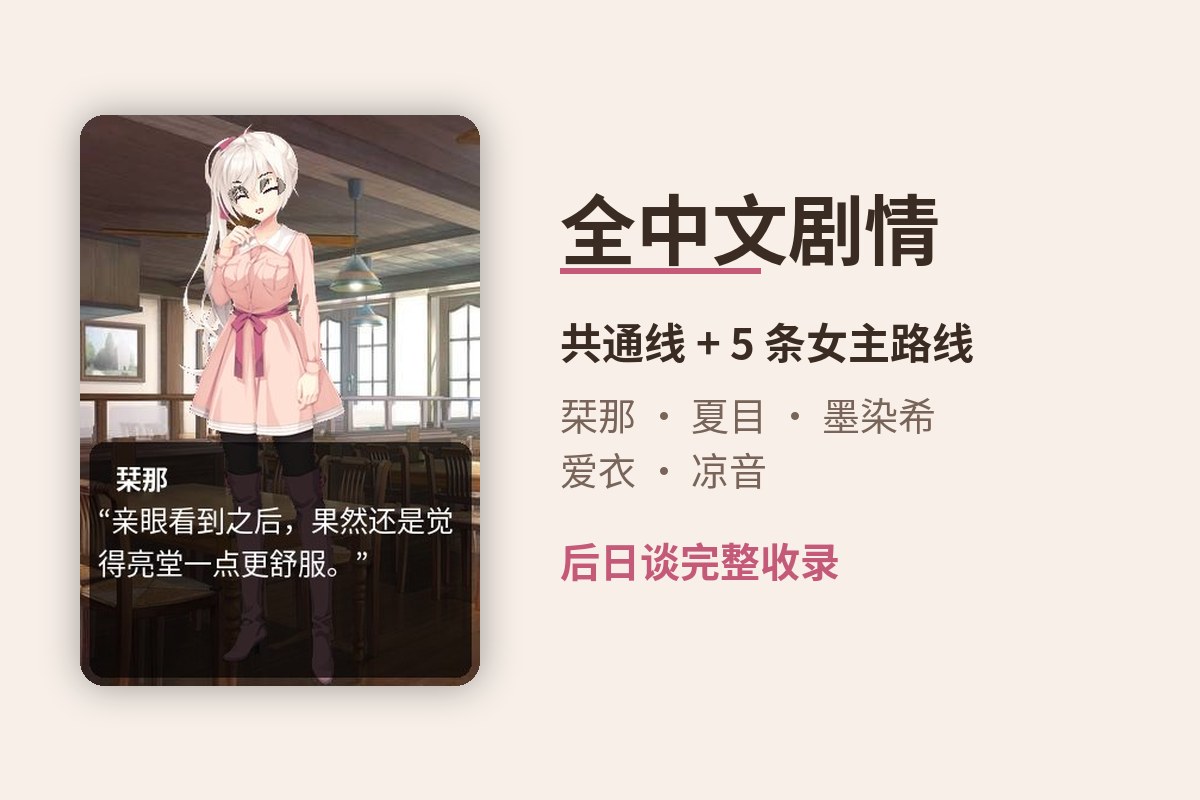 全中文剧情
共通线 + 5 条女主路线
栞那 · 夏目 · 墨染希
爱衣 · 凉音
后日谈完整收录
栞那
“亲眼看到之后，果然还是觉
得亮堂一点更舒服。”